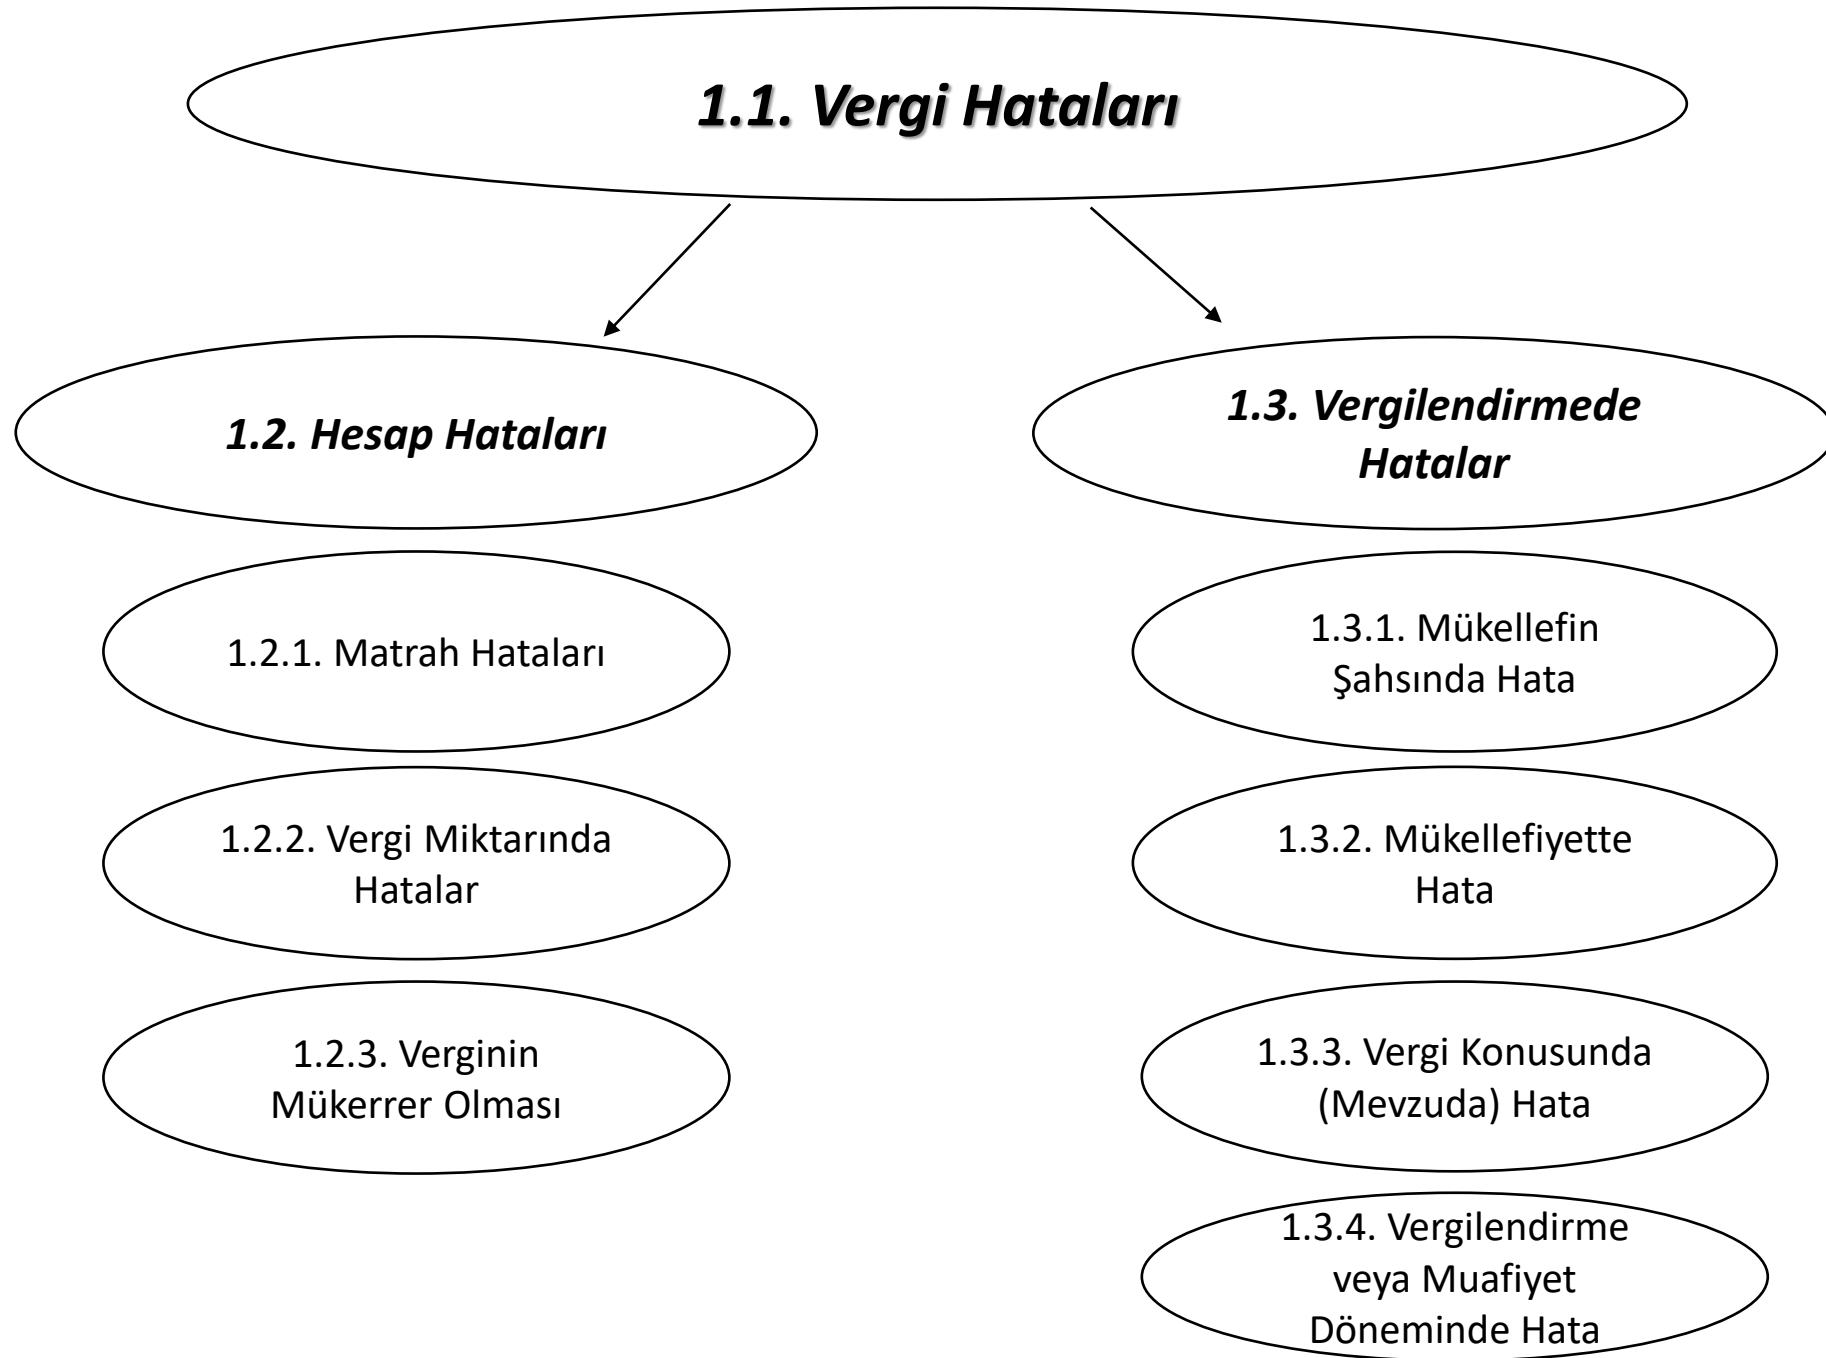 1.1. Vergi Hataları
1.2. Hesap Hataları
1.2.1. Matrah Hataları
1.2.2. Vergi Miktarında
Hatalar
1.2.3. Verginin
Mükerrer Olması
1.3. Vergilendirmede
Hatalar
1.3.1. Mükellefin
Şahsında Hata
1.3.2. Mükellefiyette
Hata
1.3.3. Vergi Konusunda
(Mevzuda) Hata
1.3.4. Vergilendirme
veya Muafiyet
Döneminde Hata